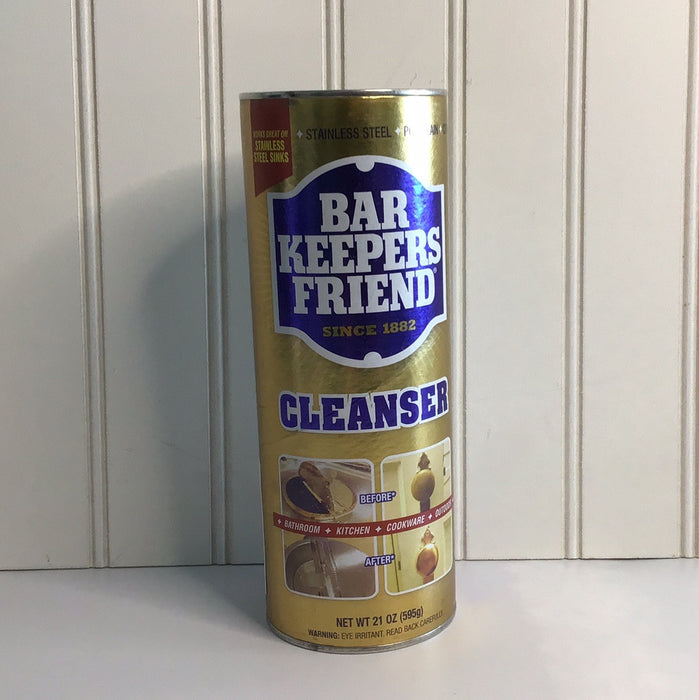 WORKS GREAT ON
STAINLESS
STEEL SINKS
STAINLESS STEEL
BAR
KEEPERS
FRIEND®
SINCE 1882
CLEANSER
BEFORE*
BATHROOM + KITCHEN + COOKWARE +
AFTER*
NET WT 21 OZ (595g)
WARNING: EYE IRRITANT. READ BACK CAREFULLY.